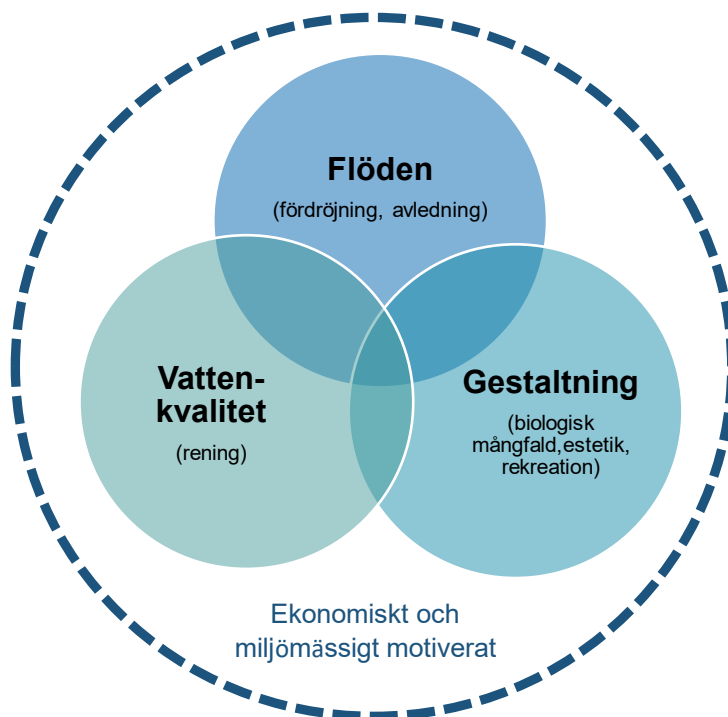 Flöden
(fördröjning, avledning)
Vatten-
kvalitet
(rening)
Gestaltning
(biologisk
mångfald,estetik,
rekreation)
Ekonomiskt och
miljömässigt motiverat